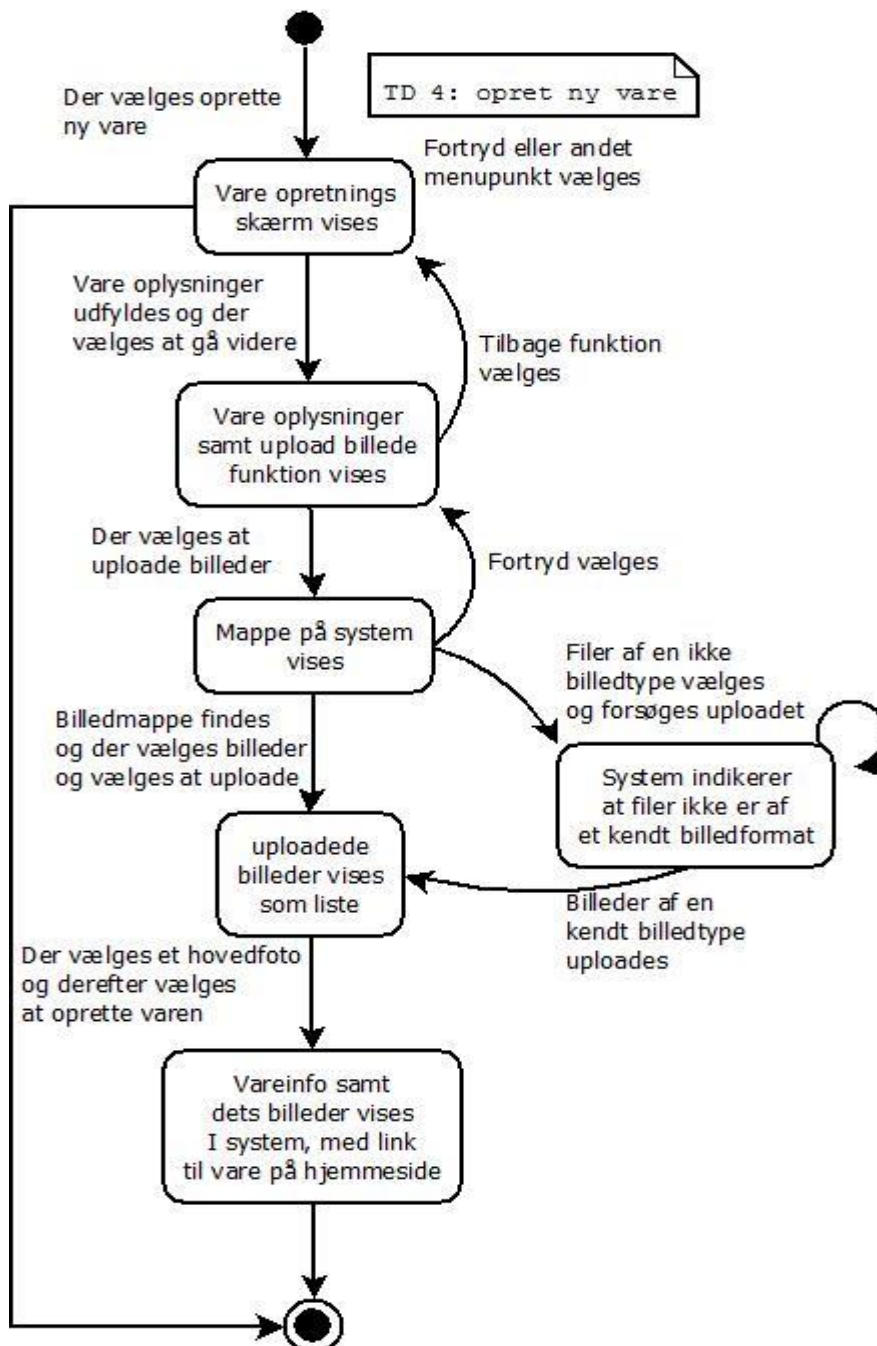 TD 4: opret ny vare
Der vælges oprette
ny vare
Fortryd eller andet
menupunkt vælges
Vare opretnings
skærm vises
Vare oplysninger
udfyldes og der
vælges at gå videre
Tilbage funktion
vælges
Vare oplysninger
samt upload billede
funktion vises
Der vælges at
uploade billeder
Fortryd vælges
Mappe på system
vises
Filer af en ikke
billedtype vælges
og forsøges uploadet
Billedmappe findes
og der vælges billeder
og vælges at uploade
System indikerer
at filer ikke er af
et kendt billedformat
uploadede
billeder vises
som liste
Billeder af en
kendt billedtype
uploades
Der vælges et hovedfoto
og derefter vælges
at oprette varen
Vareinfo samt
dets billeder vises
I system, med link
til vare på hjemmeside